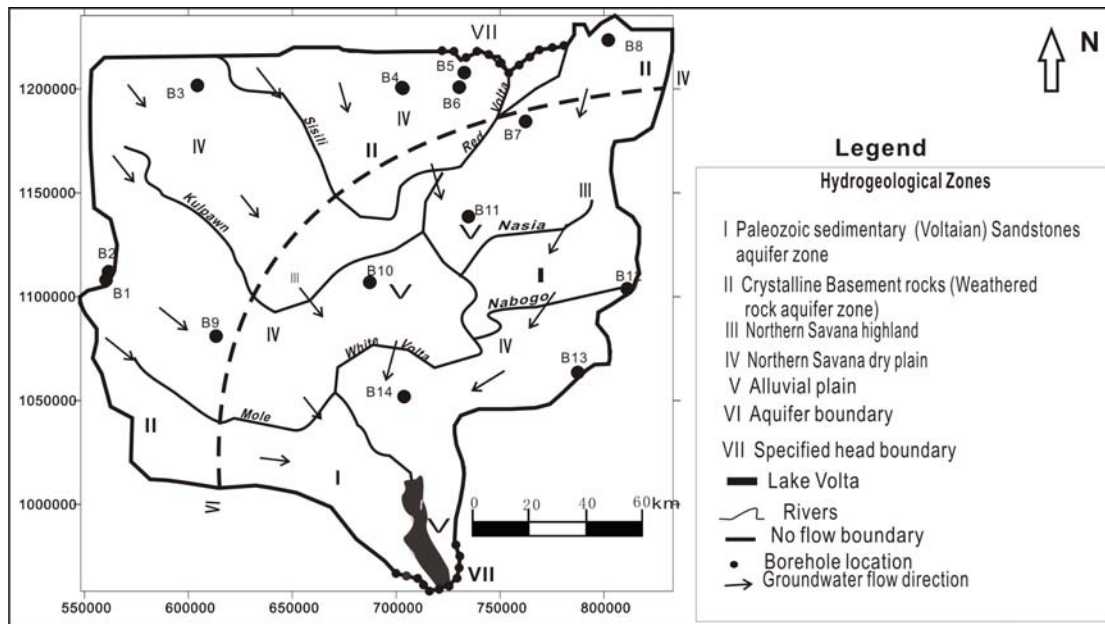 VII
B8
N
B5
II
IV
1200000
B3
B4
B6
IV
Volta
B7
IV
Sisili
II
Red
Legend
Hydrogeological Zones
1150000
Kulpawn
B11
V
Nasia
III
I Paleozoic sedimentary (Voltaian) Sandstones
aquifer zone
B2
B1
III
B10
V
I
B12
Nabogo
II Crystalline Basement rocks (Weathered
rock aquifer zone)
1100000
B9
IV
White Volta
IV
III Northern Savana highland
IV Northern Savana dry plain
B13
V Alluvial plain
B14
1050000
Mole
VI Aquifer boundary
II
VII Specified head boundary
I
Lake Volta
1000000
VI
0 20 40 60 km
V
Rivers
No flow boundary
Borehole location
VII
Groundwater flow direction
550000 600000 650000 700000 750000 800000